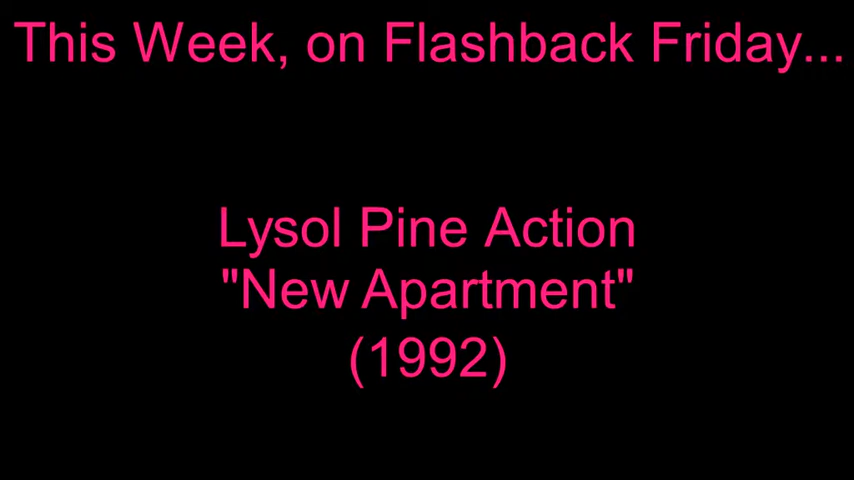 This Week, on Flashback Friday...
Lysol Pine Action
"New Apartment"
(1992)